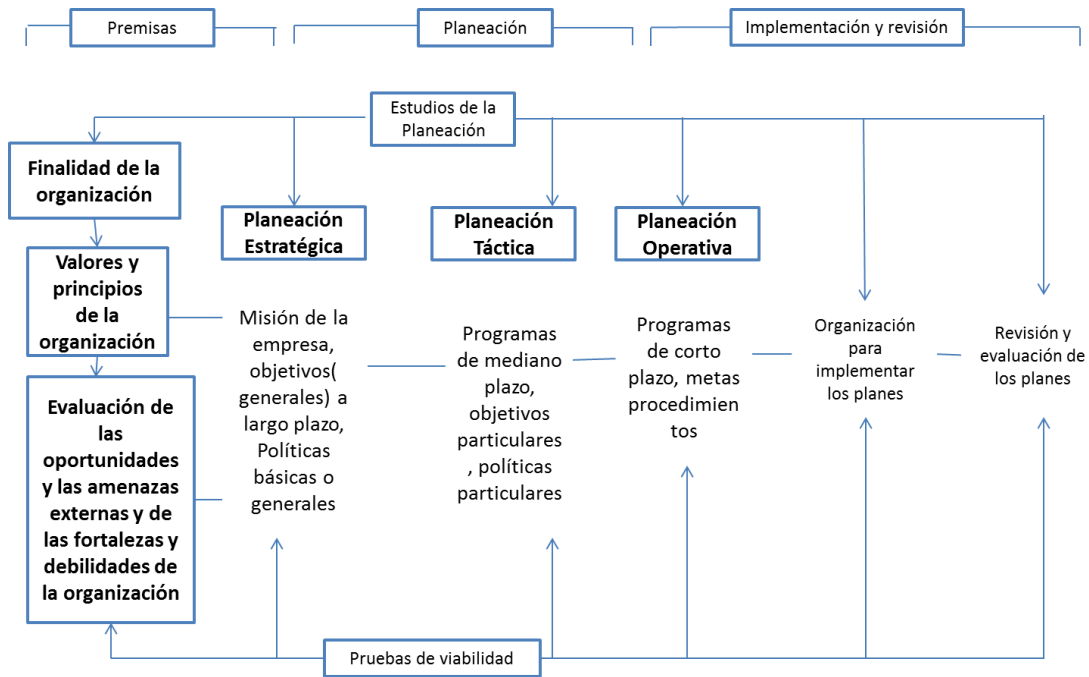 Premisas
Planeación
Implementación y revisión
Estudios de la
Planeación
Finalidad de la
organización
Valores y
principios
de la
organización
Evaluación de
las
oportunidades
y las amenazas
externas y de
las fortalezas y
debilidades de
la organización
Planeación
Estratégica
Misión de la
empresa,
objetivos(
generales) a
largo plazo,
Políticas
básicas o
generales
Planeación
Táctica
Programas
de mediano
plazo,
objetivos
particulares
, políticas
particulares
Planeación
Operativa
Programas
de corto
plazo, metas
procedimien
tos
Organización
para
implementar
los planes
Revisión y
evaluación de
los planes
Pruebas de viabilidad